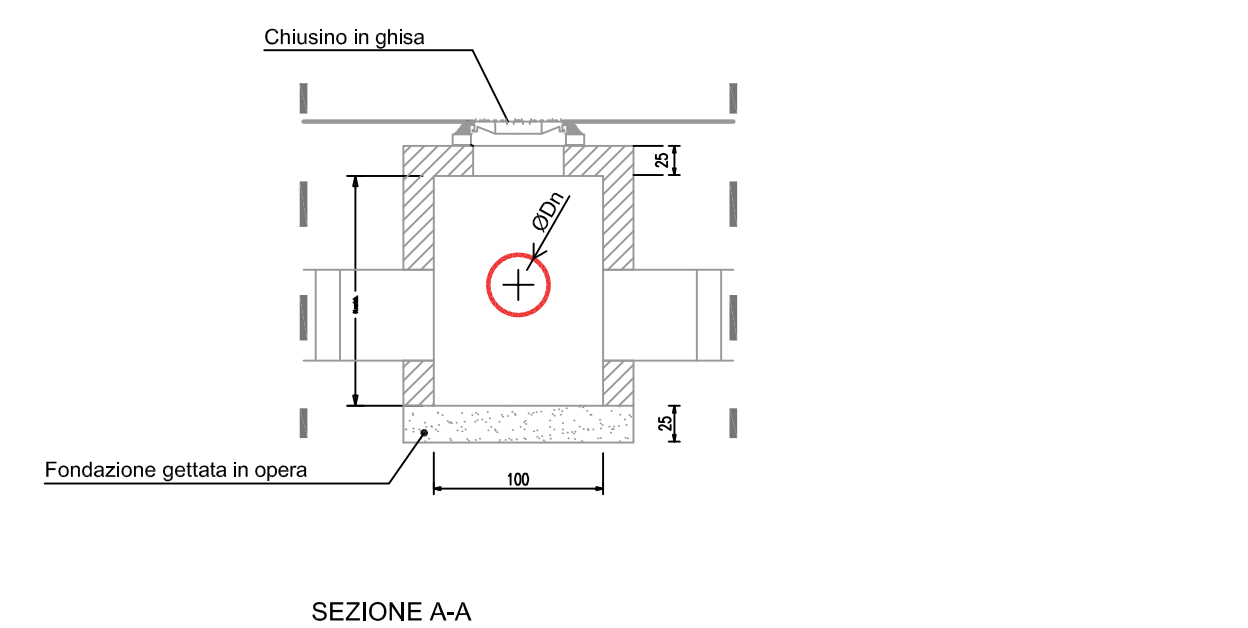 Chiusino in ghisa
25
ØDn
25
Fondazione gettata in opera
100
SEZIONE A-A